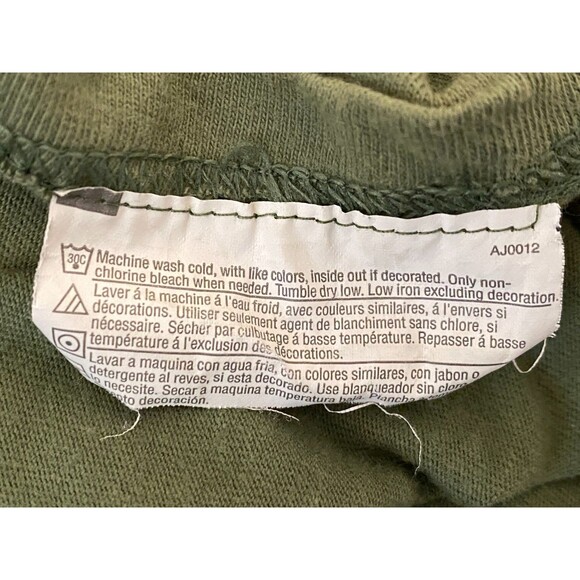 AJ0012
30C
Machine wash cold, with like colors, inside out if decorated. Only non-
chlorine bleach when needed. Tumble dry low. Low iron excluding decoration.
Laver á la machine á l'eau froid, avec couleurs similaires, á l'envers si
décorations. Utiliser seulement agent de blanchiment sans chlore, si
nécessaire. Sécher par culbutage á basse température. Repasser á basse
température á l'exclusion des décorations.
Lavar a maquina con agua fria, con colores similares, con jabon o
detergente al reves, si esta decorado. Use blanqueador sin
necesite. Secar a maquina temperatura baja. Plancha
decoración.